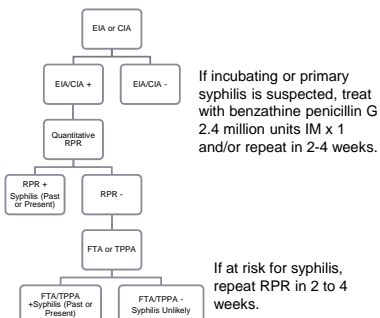 EIA or CIA
EIA/CIA +
EIA/CIA -
If incubating or primary
syphilis is suspected, treat
with benzathine penicillin G
2.4 million units IM x 1
and/or repeat in 2-4 weeks.
Quantitative
RPR
RPR +
Syphilis (Past
or Present)
RPR -
FTA or TPPA
FTA/TPPA
+Syphilis (Past or
Present)
FTA/TPPA -
Syphilis Unlikely
If at risk for syphilis,
repeat RPR in 2 to 4
weeks.